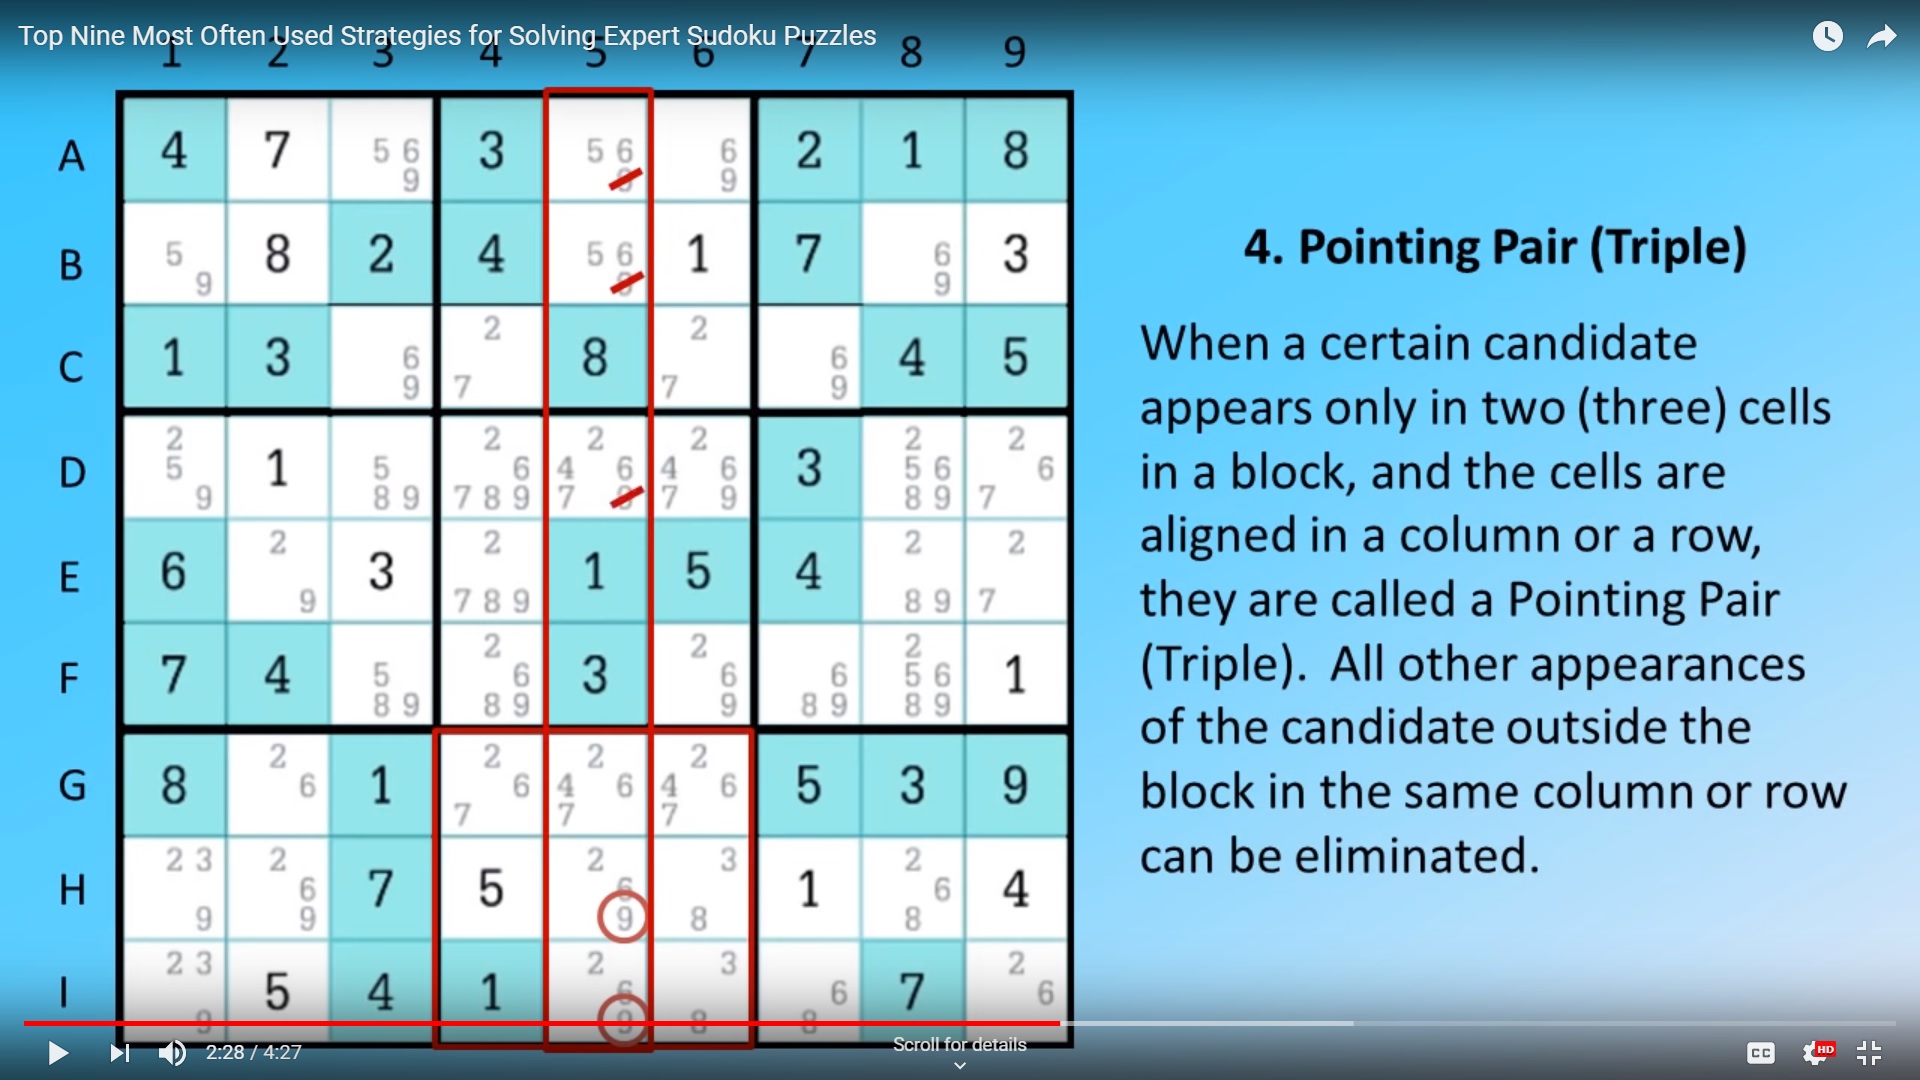 Top Nine Most Often Used Strategies for Solving Expert Sudoku Puzzles
1 2 3 4 5 6 7 8 9
A 4 7 5 6 9 3 5 6 9 6 9 2 1 8
B 5 9 8 2 4 5 6 9 1 7 6 9 3
C 1 3 6 9 2 7 8 2 7 6 9 4 5
D 2 5 9 1 5 8 9 2 6 7 8 9 2 4 6 7 9 2 4 6 7 9 3 2 5 6 8 9 2 6 7
E 6 2 9 3 2 7 8 9 1 5 4 2 8 9 2 7
F 7 4 5 8 9 2 6 8 9 3 2 6 9 6 8 9 2 5 6 8 9 1
G 8 2 6 1 2 6 7 2 4 6 7 2 4 6 7 5 3 9
H 2 3 9 2 6 9 7 5 2 6 9 3 8 1 2 6 8 4
I 2 3 9 5 4 1 2 6 9 3 8 6 8 7 2 6
4. Pointing Pair (Triple)
When a certain candidate
appears only in two (three) cells
in a block, and the cells are
aligned in a column or a row,
they are called a Pointing Pair
(Triple). All other appearances
of the candidate outside the
block in the same column or row
can be eliminated.
2:28 / 4:27
Scroll for details
CC
HD